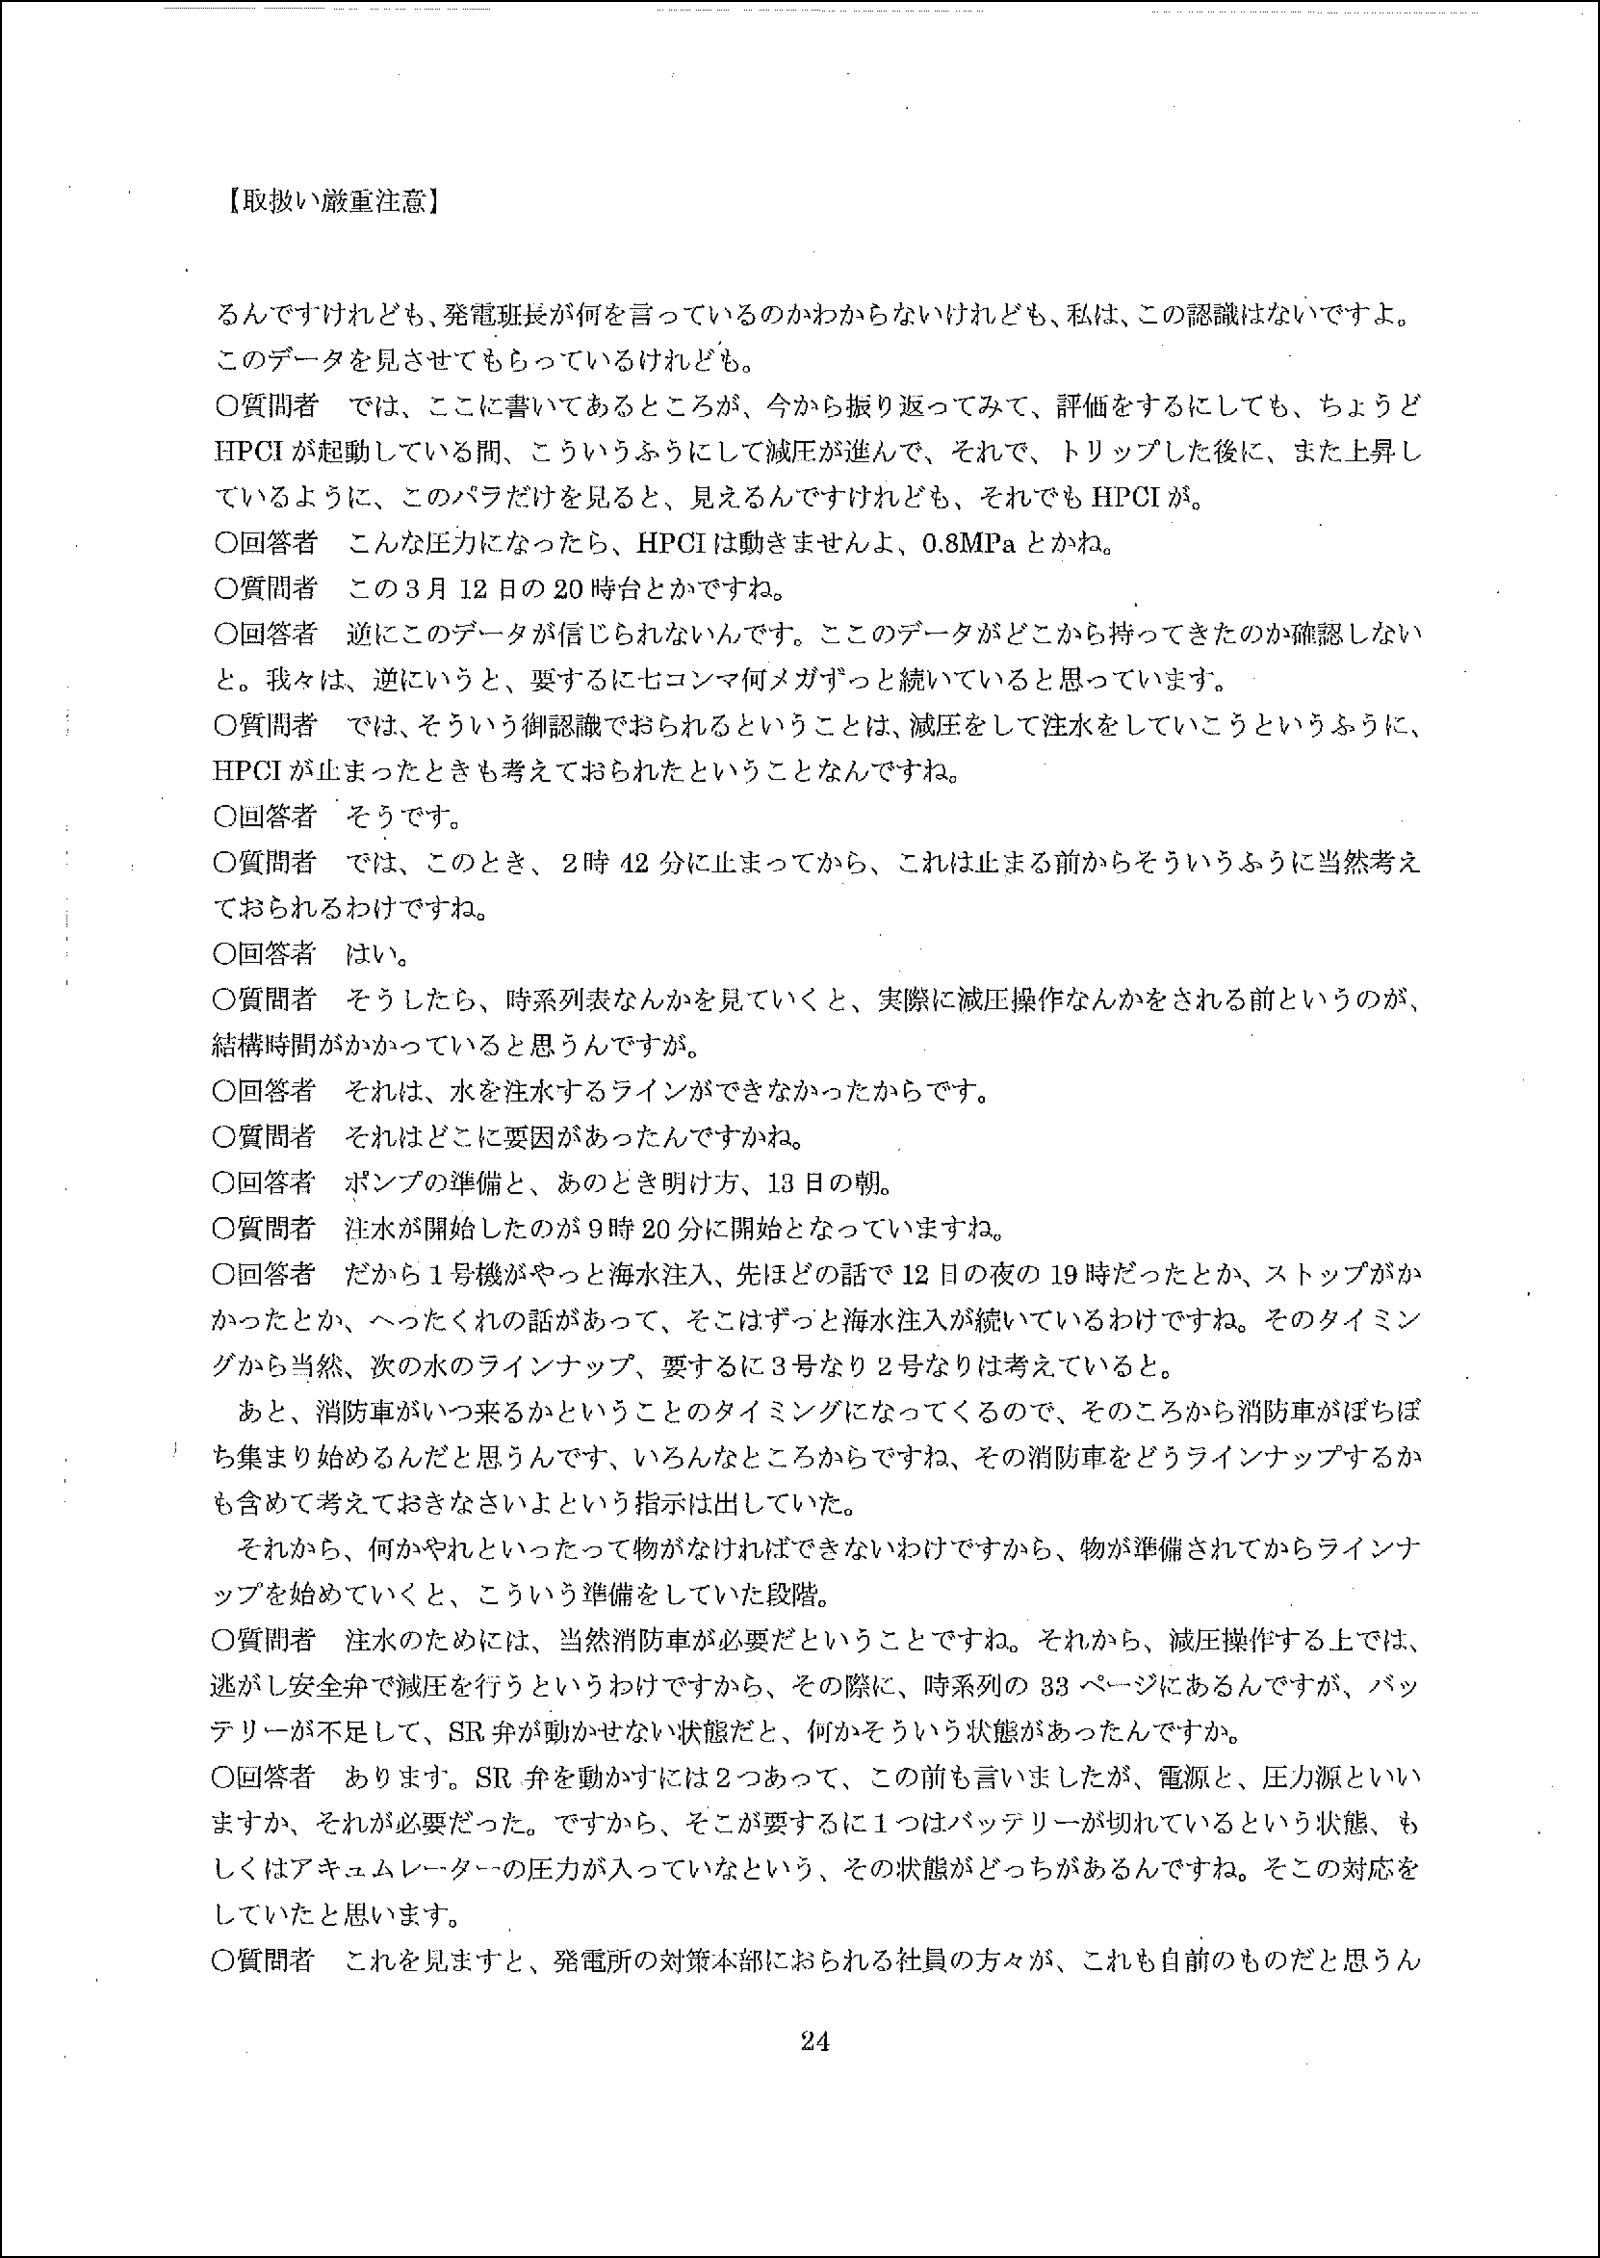 【取扱い厳重注意】
るんですけれども、発電班長が何を言っているのかわからないけれども、私は、この認識はないですよ。
このデータを見させてもらっているけれども。
○質問者　では、ここに書いてあるところが、今から振り返ってみて、評価をするにしても、ちょうど
HPCI が起動している間、こういうふうにして減圧が進んで、それで、トリップした後に、また上昇し
ているように、このパラだけを見ると、見えるんですけれども、それでも HPCI が。
○回答者　こんな圧力になったら、HPCI は動きませんよ、0.8MPa とかね。
○質問者　この３月 12 日の 20 時台とかですね。
○回答者　逆にこのデータが信じられないんです。ここのデータがどこから持ってきたのか確認しない
と。我々は、逆にいうと、要するに七コンマ何メガずっと続いていると思っています。
○質問者　では、そういう御認識でおられるということは、減圧をして注水をしていこうというふうに、
HPCI が止まったときも考えておられたということなんですね。
○回答者　そうです。
○質問者　では、このとき、２時 42 分に止まってから、これは止まる前からそういうふうに当然考え
ておられるわけですね。
○回答者　はい。
○質問者　そうしたら、時系列表なんかを見ていくと、実際に減圧操作なんかをされる前というのが、
結構時間がかかっていると思うんですが。
○回答者　それは、水を注水するラインができなかったからです。
○質問者　それはどこに要因があったんですかね。
○回答者　ポンプの準備と、あのとき明け方、13 日の朝。
○質問者　注水が開始したのが９時 20 分に開始となっていますね。
○回答者　だから１号機がやっと海水注入、先ほどの話で 12 日の夜の 19 時だったとか、ストップがか
かったとか、へったくれの話があって、そこはずっと海水注入が続いているわけですね。そのタイミン
グから当然、次の水のラインナップ、要するに３号なり２号なりは考えていると。
　あと、消防車がいつ来るかということのタイミングになってくるので、そのころから消防車がぼちぼ
ち集まり始めるんだと思うんです、いろんなところからですね、その消防車をどうラインナップするか
も含めて考えておきなさいよという指示は出していた。
　それから、何かやれといったって物がなければできないわけですから、物が準備されてからラインナ
ップを始めていくと、こういう準備をしていた段階。
○質問者　注水のためには、当然消防車が必要だということですね。それから、減圧操作する上では、
逃がし安全弁で減圧を行うというわけですから、その際に、時系列の 33 ページにあるんですが、バッ
テリーが不足して、SR 弁が動かせない状態だと、何かそういう状態があったんですか。
○回答者　あります。SR 弁を動かすには２つあって、この前も言いましたが、電源と、圧力源といい
ますか、それが必要だった。ですから、そこが要するに１つはバッテリーが切れているという状態、も
しくはアキュムレーターの圧力が入っていなという、その状態がどっちがあるんですね。そこの対応を
していたと思います。
○質問者　これを見ますと、発電所の対策本部におられる社員の方々が、これも自前のものだと思うん
24